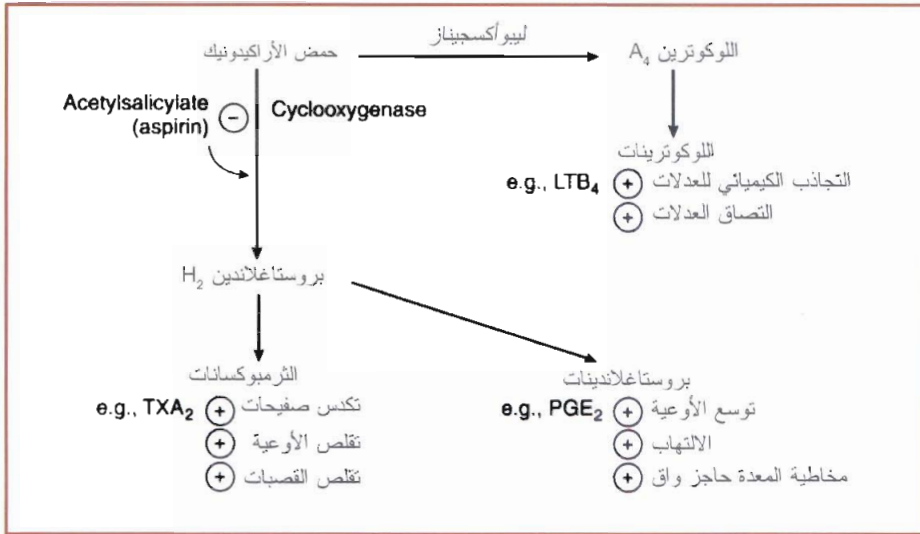 حمض الأراكيدونيك
ليبوأكسجيناز
اللوكوترين A₄
Acetylsalicylate
(aspirin)
−
Cyclooxygenase
اللوكوترينات
e.g., LTB₄ + التجاذب الكيميائي للعدلات
+ التصاق العدلات
بروستاغلاندين H₂
الثرمبوكسانات
e.g., TXA₂ + تكدس صفيحات
+ تقلص الأوعية
+ تقلص القصبات
بروستاغلاندينات
e.g., PGE₂ + توسع الأوعية
+ الالتهاب
+ مخاطية المعدة حاجز واق